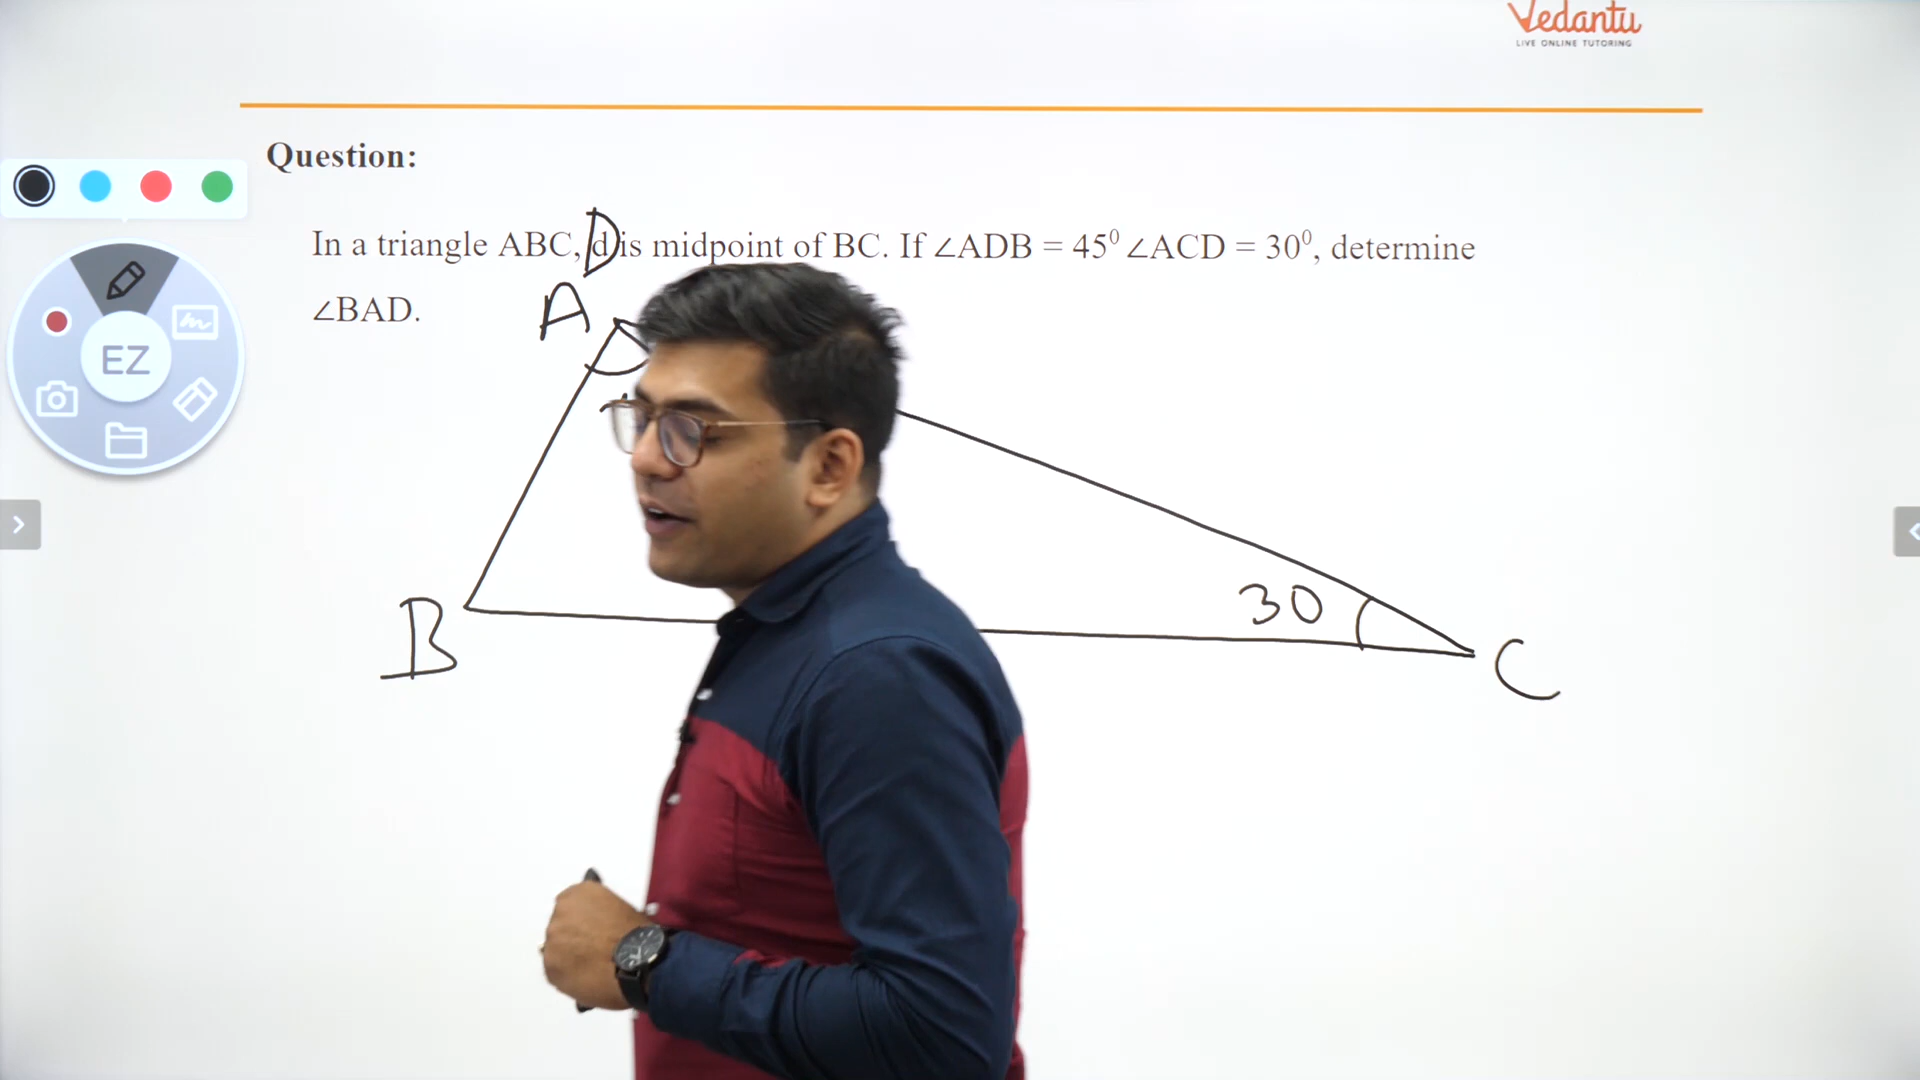 Vedantu
LIVE ONLINE TUTORING
Question:
In a triangle ABC, d is midpoint of BC. If ∠ADB = 45⁰ ∠ACD = 30⁰, determine
∠BAD.
D
A
EZ
B
30
C